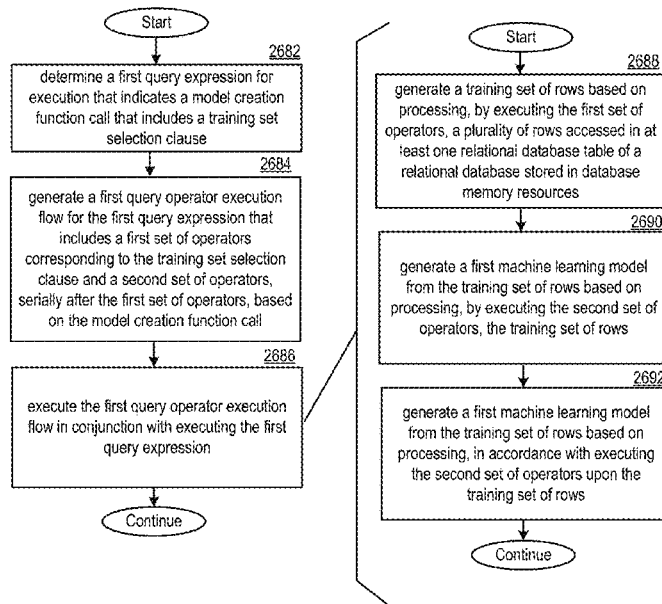 Start
2682
determine a first query expression for
execution that indicates a model creation
function call that includes a training set
selection clause
2684
generate a first query operator execution
flow for the first query expression that
includes a first set of operators
corresponding to the training set selection
clause and a second set of operators,
serially after the first set of operators, based
on the model creation function call
2686
execute the first query operator execution
flow in conjunction with executing the first
query expression
Continue
Start
2688
generate a training set of rows based on
processing, by executing the first set of
operators, a plurality of rows accessed in at
least one relational database table of a
relational database stored in database
memory resources
2690
generate a first machine learning model
from the training set of rows based on
processing, by executing the second set of
operators, the training set of rows
2692
generate a first machine learning model
from the training set of rows based on
processing, in accordance with executing
the second set of operators upon the
training set of rows
Continue